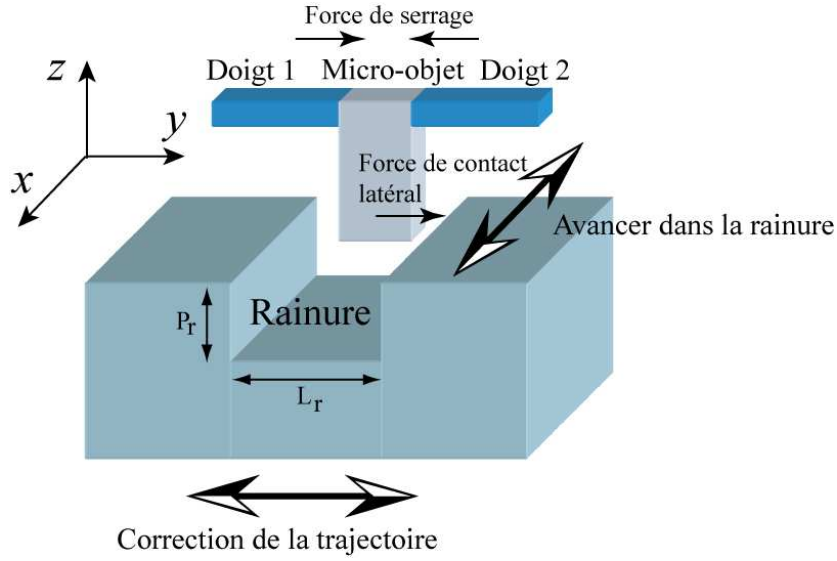 Force de serrage
Doigt 1 Micro-objet Doigt 2
z
y
x
Force de contact
latéral
Avancer dans la rainure
Rainure
Pr
Lr
Correction de la trajectoire